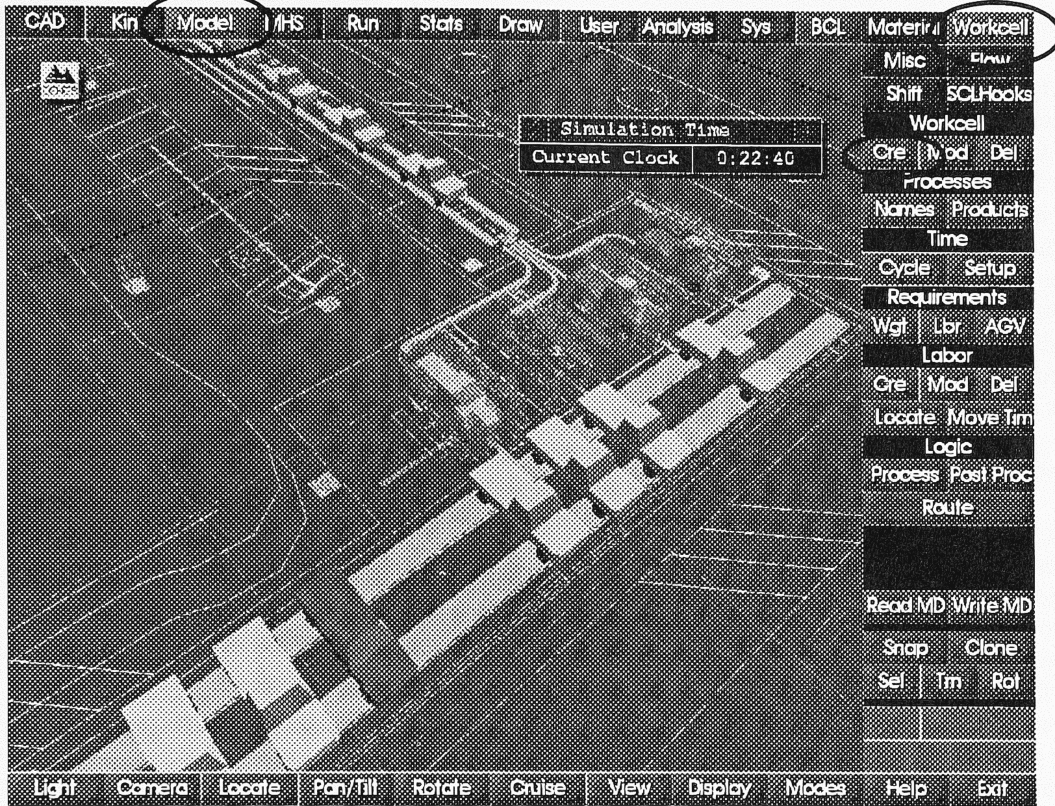 CAD Kin Model MHS Run Stats Draw User Analysis Sys BCL Material Workcell
Misc Flow
Shift SCLHooks
Simulation Time
Workcell
Current Clock 0:22:40
Cre Mod Del
Processes
Names Products
Time
Cycle Setup
Requirements
Wgt Lbr AGV
Labor
Cre Mod Del
Locate Move Tim
Logic
Process Post Proc
Route
Read MD Write MD
Snap Clone
Sel Trn Rot
Light Camera Locate Pan/Tilt Rotate Cruise View Display Modes Help Exit